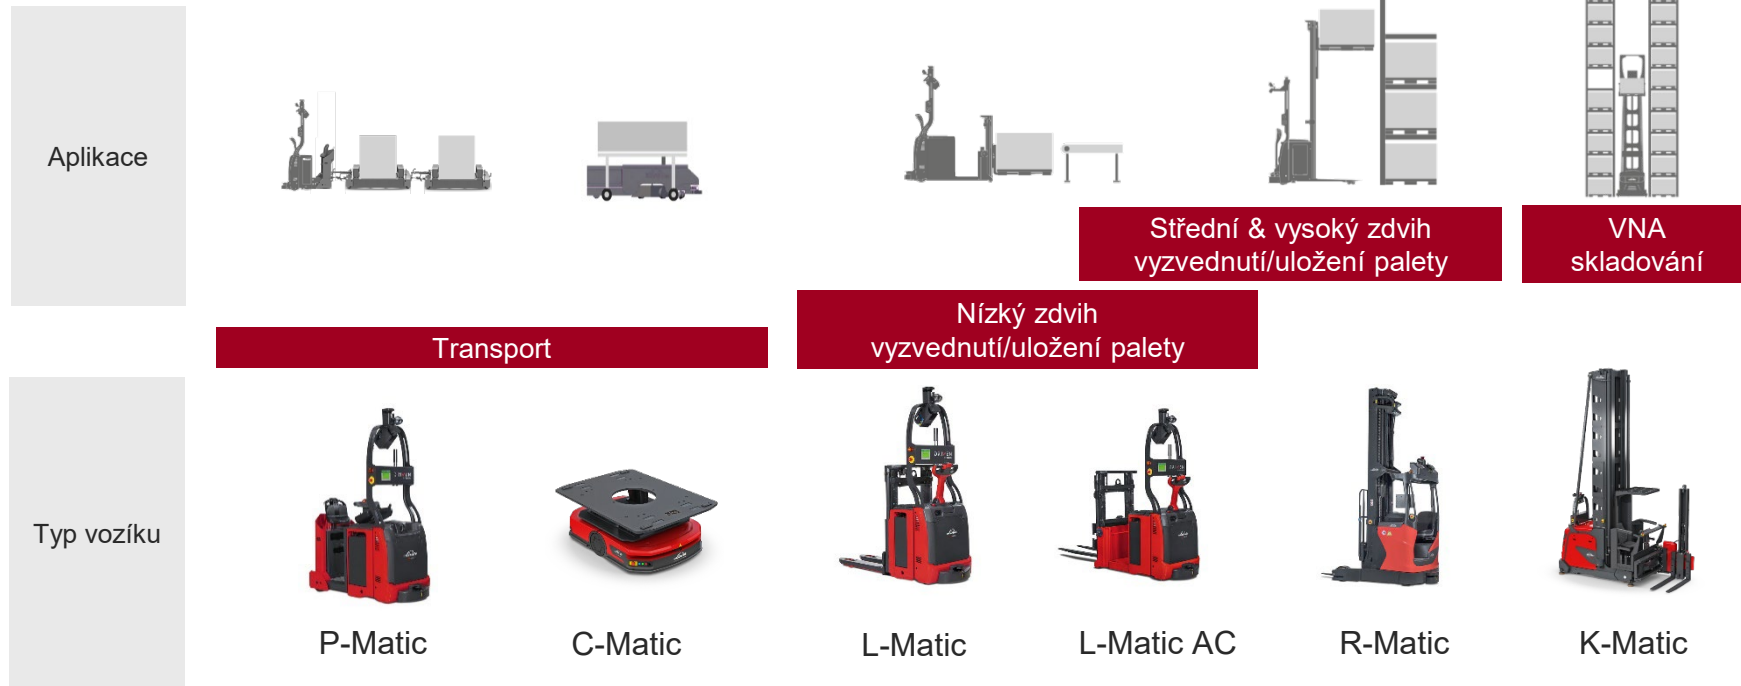 Aplikace
Střední & vysoký zdvih
vyzvednutí/uložení palety
VNA
skladování
Nízký zdvih
vyzvednutí/uložení palety
Transport
Typ vozíku
P-Matic
C-Matic
L-Matic
L-Matic AC
R-Matic
K-Matic